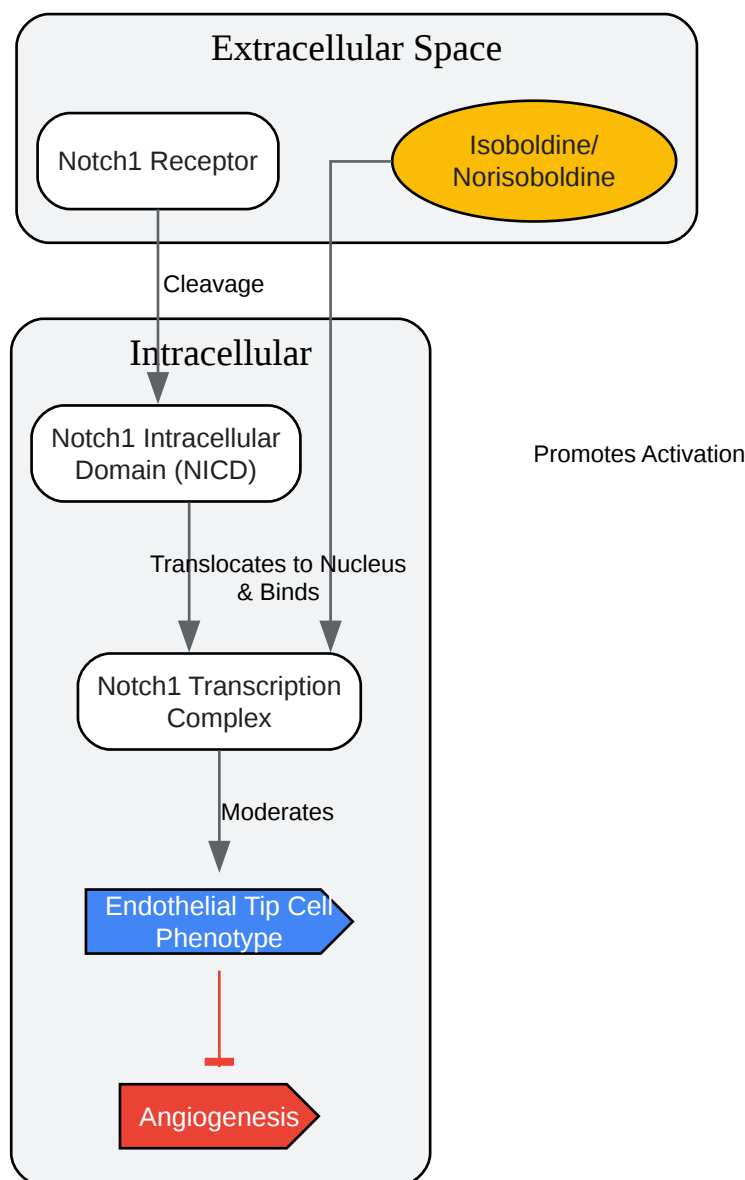 Extracellular Space
Notch1 Receptor
Isoboldine/
Norisoboldine
Cleavage
Intracellular
Notch1 Intracellular
Domain (NICD)
Promotes Activation
Translocates to Nucleus
& Binds
Notch1 Transcription
Complex
Moderates
Endothelial Tip Cell
Phenotype
Angiogenesis